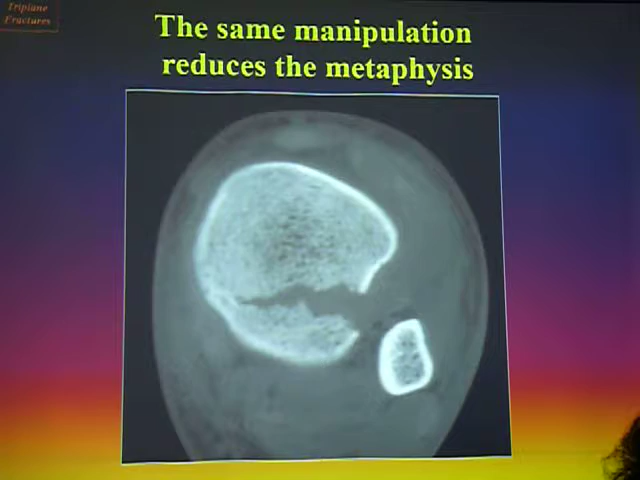 Triplane
Fractures
The same manipulation
reduces the metaphysis